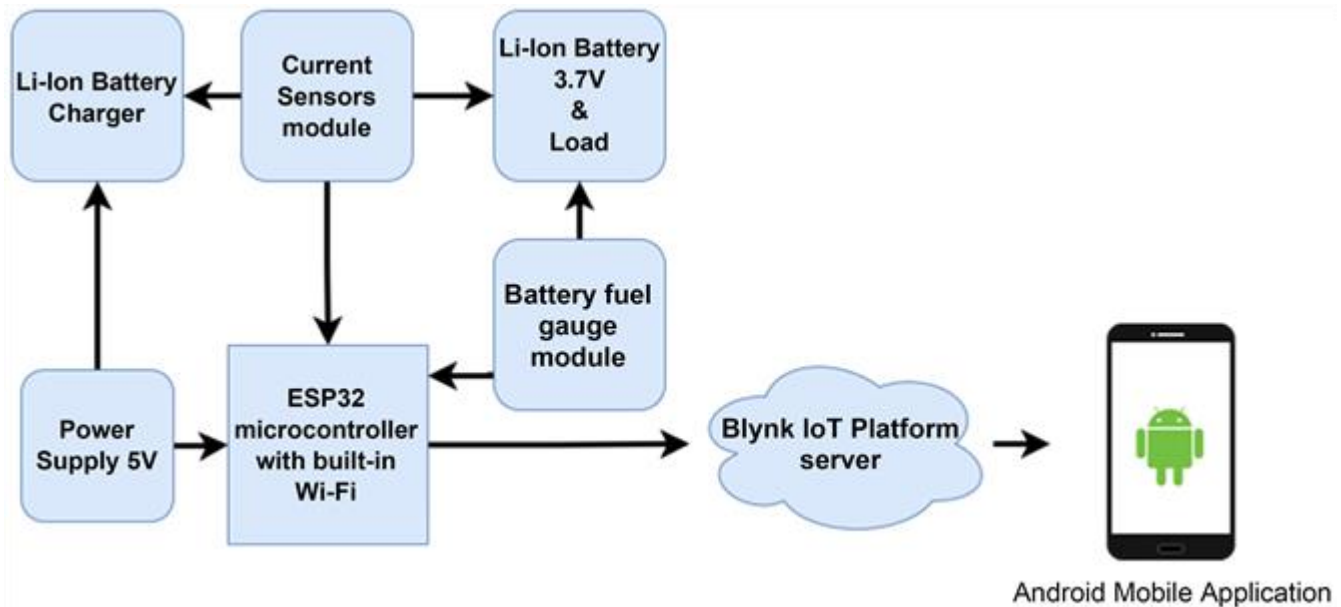 Li-Ion Battery
Charger
Current
Sensors
module
Li-Ion Battery
3.7V
&
Load
Battery fuel
gauge
module
Power
Supply 5V
ESP32
microcontroller
with built-in
Wi-Fi
Blynk IoT Platform
server
Android Mobile Application